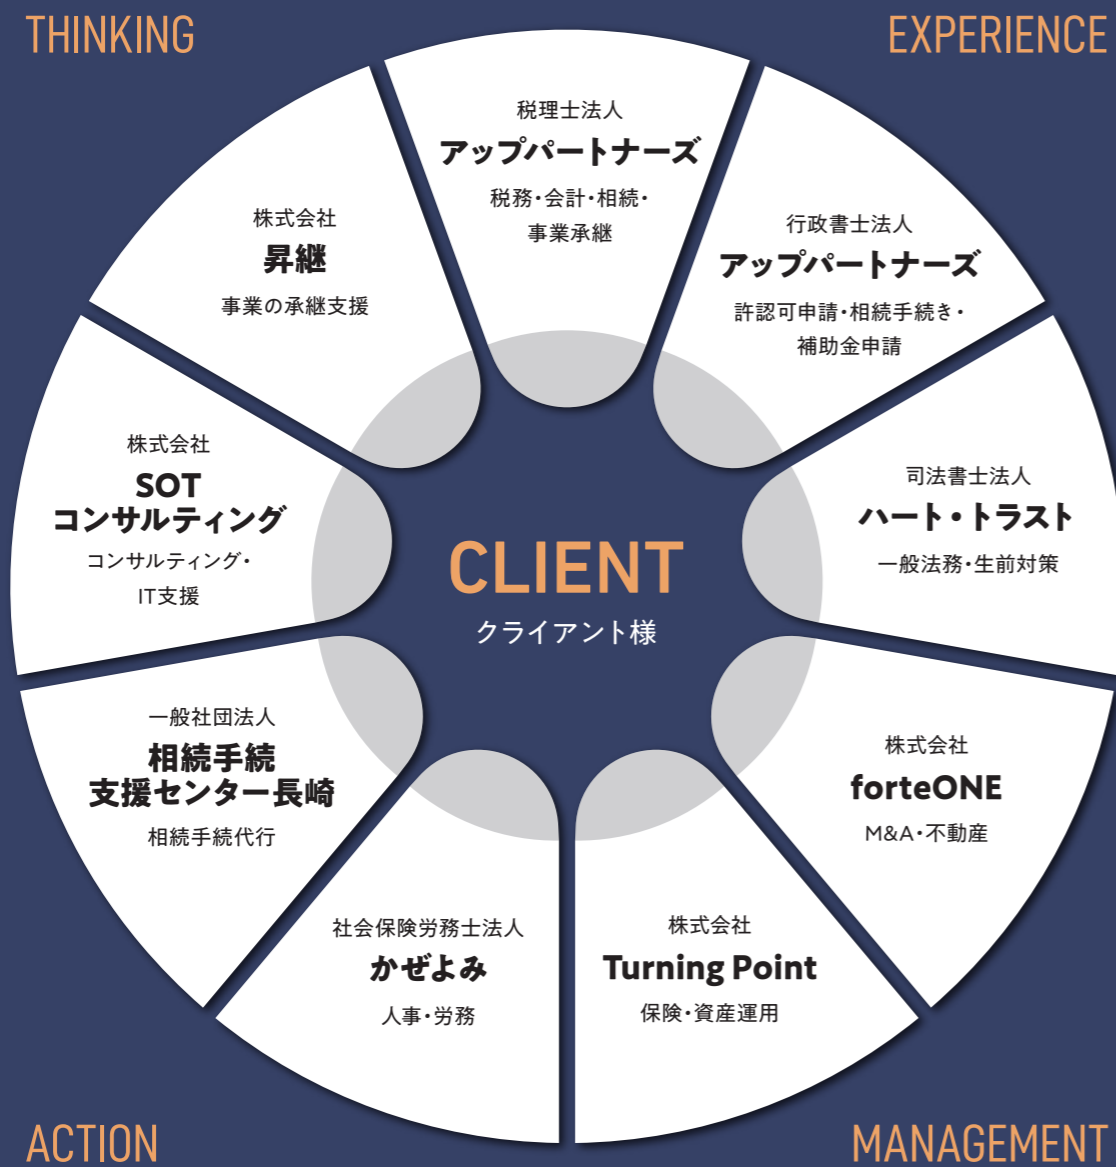 THINKING
EXPERIENCE
税理士法人
アップパートナーズ
税務・会計・相続・
事業承継
行政書士法人
アップパートナーズ
許認可申請・相続手続き・
補助金申請
司法書士法人
ハート・トラスト
一般法務・生前対策
株式会社
forteONE
M&A・不動産
株式会社
Turning Point
保険・資産運用
社会保険労務士法人
かぜよみ
人事・労務
一般社団法人
相続手続
支援センター長崎
相続手続代行
株式会社
SOT
コンサルティング
コンサルティング・
IT支援
株式会社
昇継
事業の承継支援
CLIENT
クライアント様
ACTION
MANAGEMENT